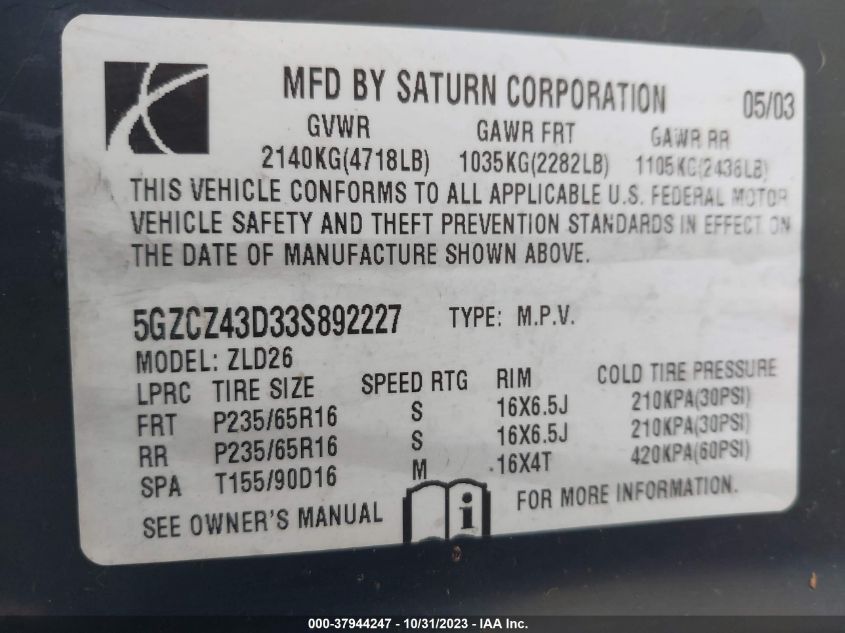 MFD BY SATURN CORPORATION 05/03
GVWR GAWR FRT GAWR RR
2140KG(4718LB) 1035KG(2282LB) 1105KG(2436LB)
THIS VEHICLE CONFORMS TO ALL APPLICABLE U.S. FEDERAL MOTOR
VEHICLE SAFETY AND THEFT PREVENTION STANDARDS IN EFFECT ON
THE DATE OF MANUFACTURE SHOWN ABOVE.
5GZCZ43D33S892227 TYPE: M.P.V.
MODEL: ZLD26
LPRC TIRE SIZE SPEED RTG RIM COLD TIRE PRESSURE
FRT P235/65R16 S 16X6.5J 210KPA(30PSI)
RR P235/65R16 S 16X6.5J 210KPA(30PSI)
SPA T155/90D16 M 16X4T 420KPA(60PSI)
SEE OWNER'S MANUAL i FOR MORE INFORMATION.
000-37944247 - 10/31/2023 - IAA Inc.